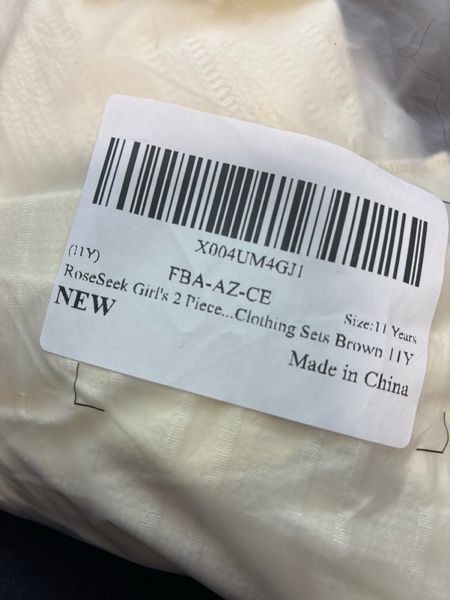 X004UM4GJ1
(11Y) FBA-AZ-CE Size:11 Years
RoseSeek Girl's 2 Piece...Clothing Sets Brown 11Y
NEW Made in China